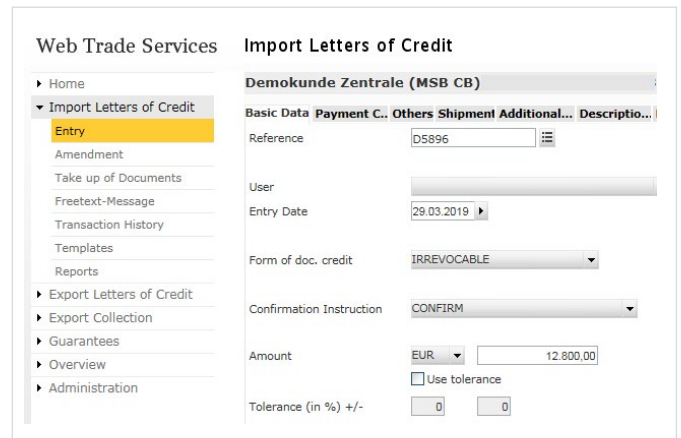 Web Trade Services
Import Letters of Credit
Home
Import Letters of Credit
Entry
Amendment
Take up of Documents
Freetext-Message
Transaction History
Templates
Reports
Export Letters of Credit
Export Collection
Guarantees
Overview
Administration
Demokunde Zentrale (MSB CB)
Basic Data Payment C.. Others Shipment Additional... Descriptio...
Reference D5896
User
Entry Date 29.03.2019
Form of doc. credit IRREVOCABLE
Confirmation Instruction CONFIRM
Amount EUR 12.800,00
Use tolerance
Tolerance (in %) +/- 0 0